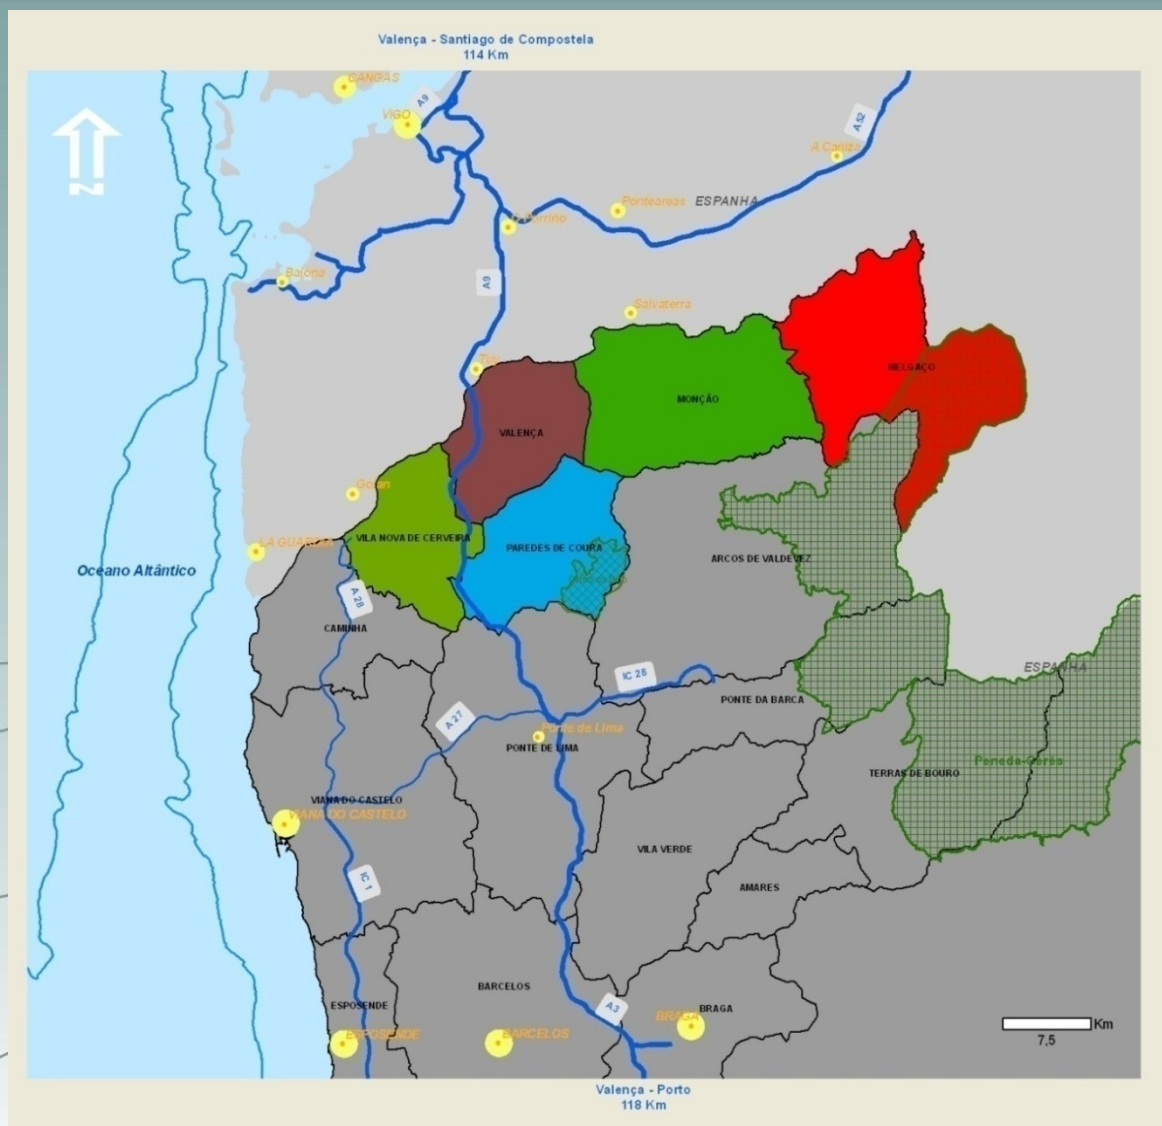 Valença - Santiago de Compostela
114 Km
CANGAS
A9
VIGO
A52
A Caniza
Ponteareas
ESPANHA
O Porrino
Baiona
A9
Salvaterra
N
Tuy
MELGAÇO
MONÇÃO
VALENÇA
Goian
VILA NOVA DE CERVEIRA
LA GUARDIA
PAREDES DE COURA
ARCOS DE VALDEVEZ
Oceano Altântico
A 28
CAMINHA
ESPANHA
IC 28
PONTE DA BARCA
A 27
Ponte de Lima
PONTE DE LIMA
Peneda-Gerês
TERRAS DE BOURO
VIANA DO CASTELO
VIANA DO CASTELO
VILA VERDE
IC 1
AMARES
BARCELOS
ESPOSENDE
A3
BRAGA
BRAGA
Km
7,5
ESPOSENDE
BARCELOS
Valença - Porto
118 Km